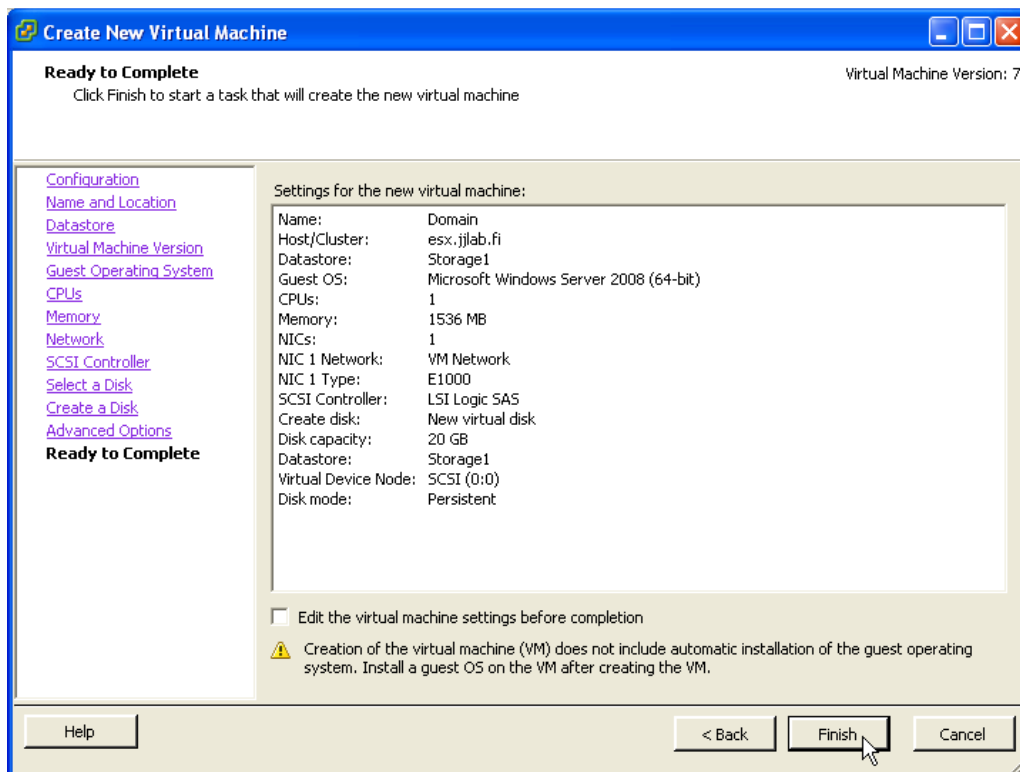 Create New Virtual Machine
Ready to Complete
Virtual Machine Version: 7
Click Finish to start a task that will create the new virtual machine
Configuration
Name and Location
Datastore
Virtual Machine Version
Guest Operating System
CPUs
Memory
Network
SCSI Controller
Select a Disk
Create a Disk
Advanced Options
Ready to Complete
Settings for the new virtual machine:
Name: Domain
Host/Cluster: esx.jjlab.fi
Datastore: Storage1
Guest OS: Microsoft Windows Server 2008 (64-bit)
CPUs: 1
Memory: 1536 MB
NICs: 1
NIC 1 Network: VM Network
NIC 1 Type: E1000
SCSI Controller: LSI Logic SAS
Create disk: New virtual disk
Disk capacity: 20 GB
Datastore: Storage1
Virtual Device Node: SCSI (0:0)
Disk mode: Persistent
Edit the virtual machine settings before completion
Creation of the virtual machine (VM) does not include automatic installation of the guest operating
system. Install a guest OS on the VM after creating the VM.
Help
< Back
Finish
Cancel